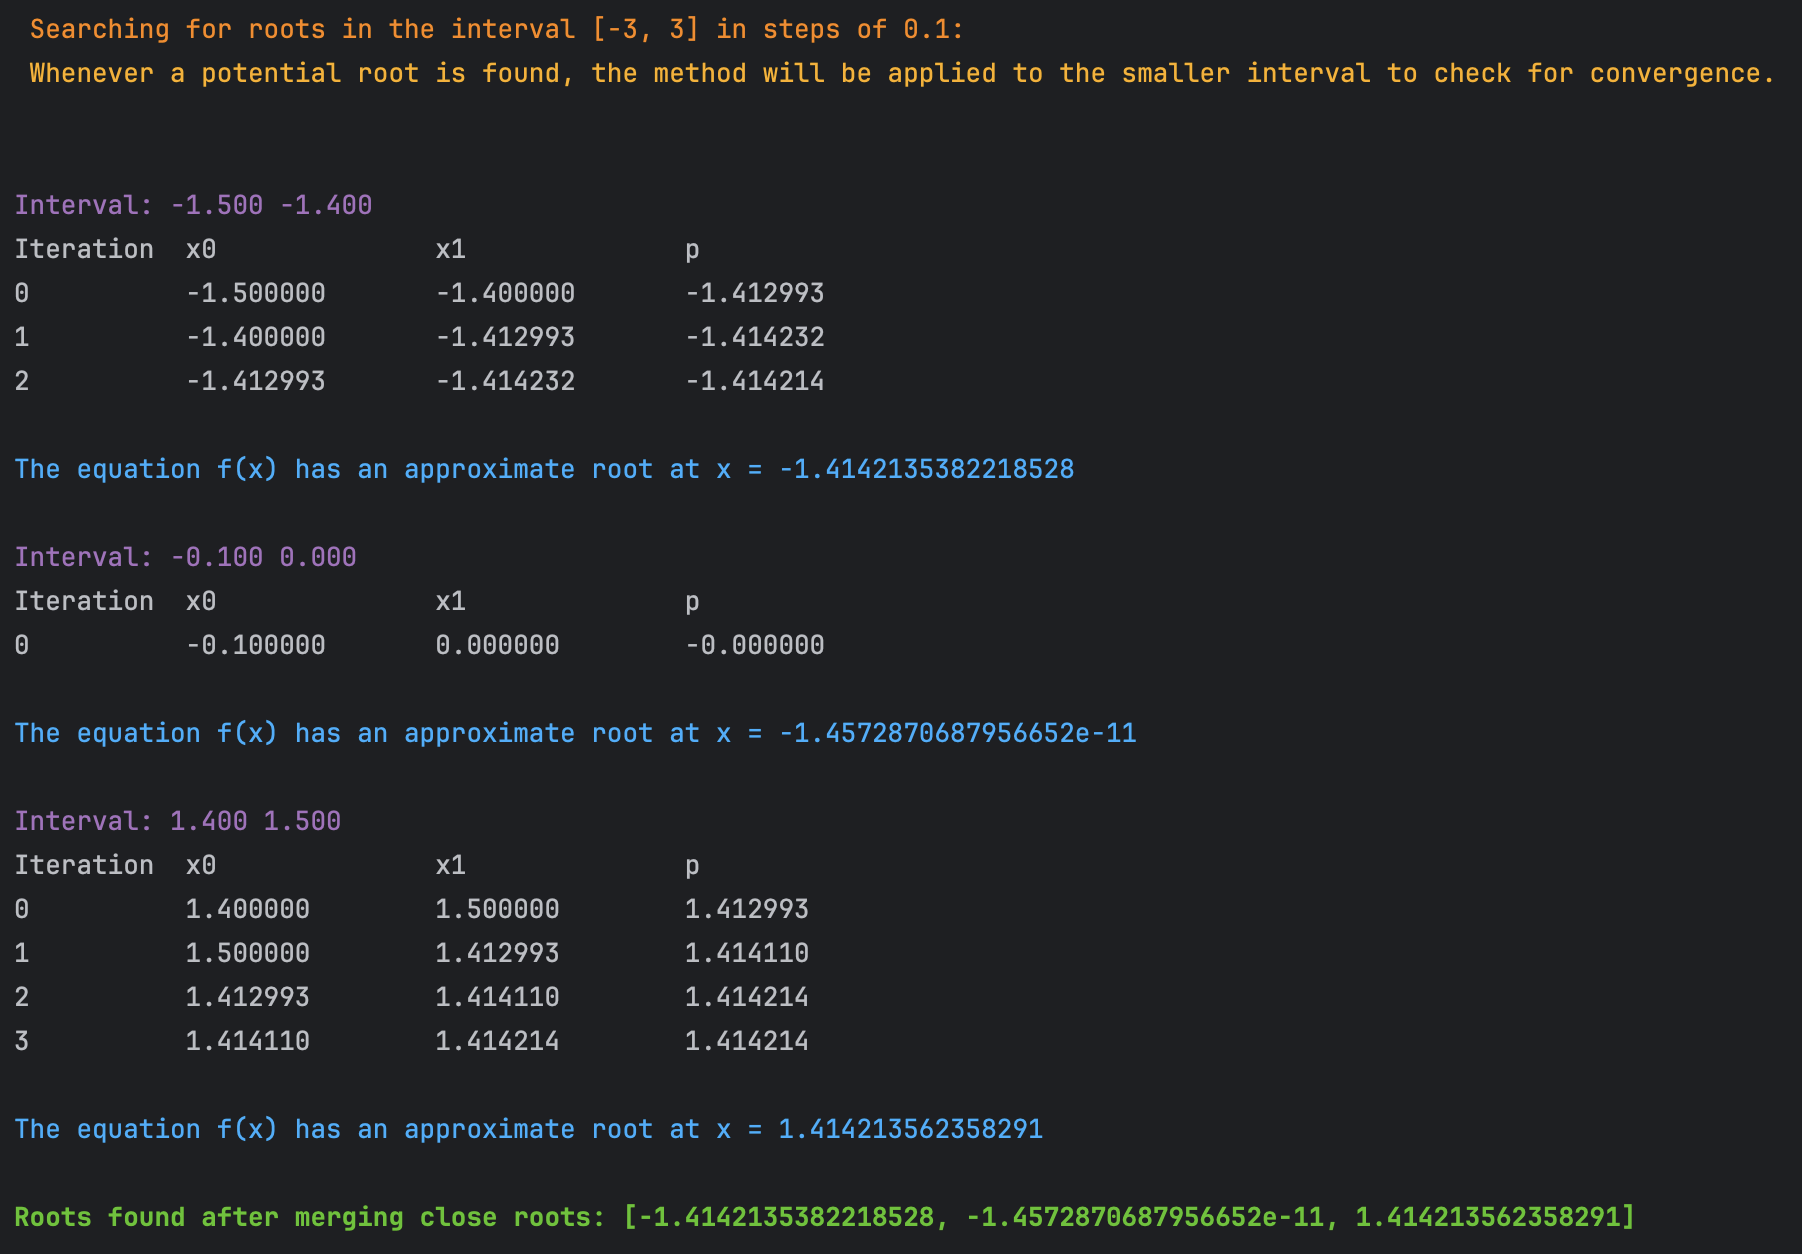 Searching for roots in the interval [-3, 3] in steps of 0.1:
Whenever a potential root is found, the method will be applied to the smaller interval to check for convergence.
Interval: -1.500 -1.400
Iteration  x0              x1              p
0          -1.500000       -1.400000       -1.412993
1          -1.400000       -1.412993       -1.414232
2          -1.412993       -1.414232       -1.414214
The equation f(x) has an approximate root at x = -1.4142135382218528
Interval: -0.100 0.000
Iteration  x0              x1              p
0          -0.100000       0.000000        -0.000000
The equation f(x) has an approximate root at x = -1.4572870687956652e-11
Interval: 1.400 1.500
Iteration  x0              x1              p
0          1.400000        1.500000        1.412993
1          1.500000        1.412993        1.414110
2          1.412993        1.414110        1.414214
3          1.414110        1.414214        1.414214
The equation f(x) has an approximate root at x = 1.414213562358291
Roots found after merging close roots: [-1.4142135382218528, -1.4572870687956652e-11, 1.414213562358291]